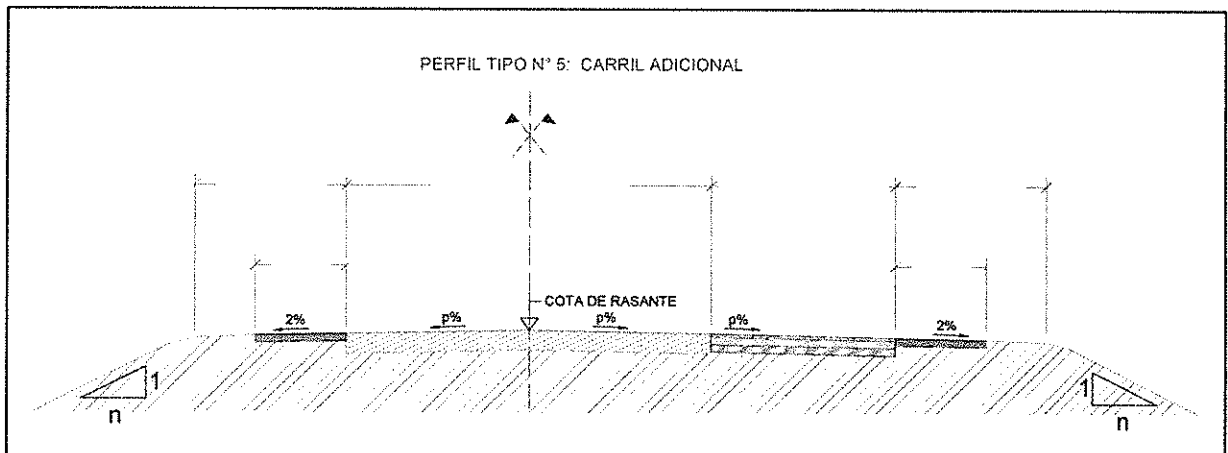 PERFIL TIPO N° 5: CARRIL ADICIONAL
COTA DE RASANTE
2%
p%
p%
p%
2%
1
n
1
n